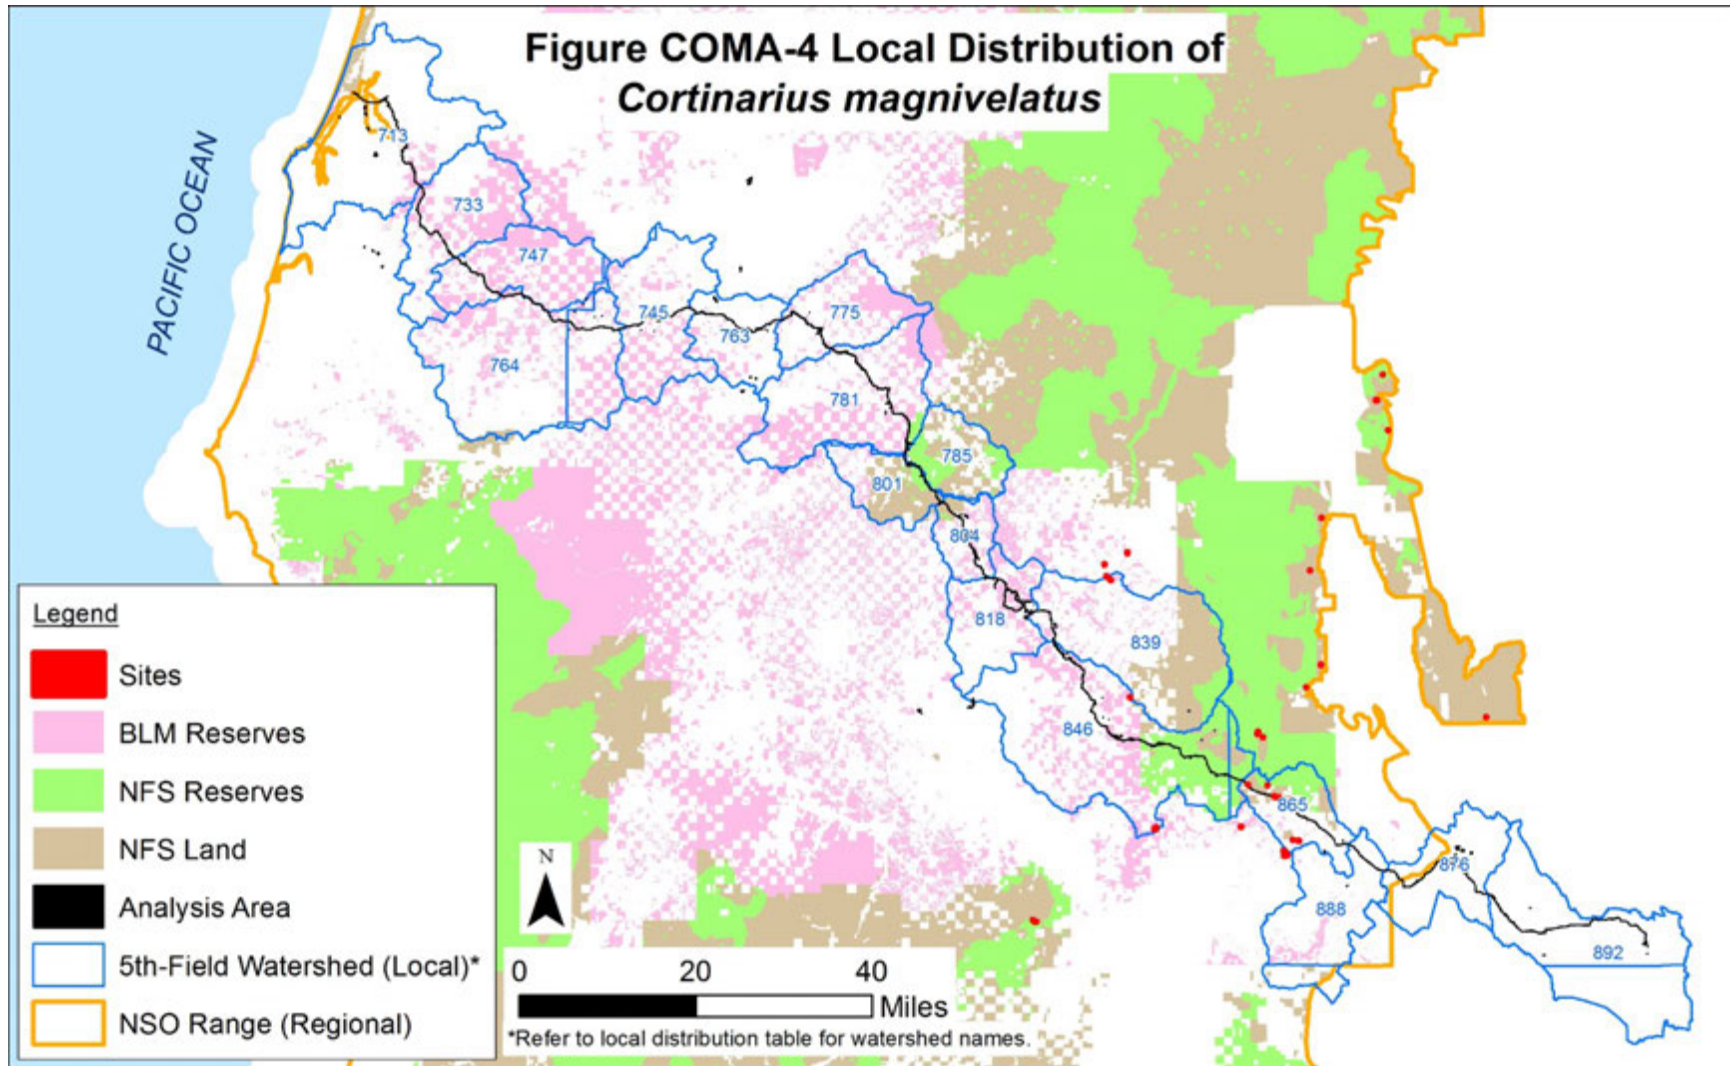 Figure COMA-4 Local Distribution of
Cortinarius magnivelatus
PACIFIC OCEAN
713
733
747
745
763
775
764
781
785
801
804
818
839
846
865
876
888
892
Legend
Sites
BLM Reserves
NFS Reserves
NFS Land
Analysis Area
5th-Field Watershed (Local)*
NSO Range (Regional)
N
0 20 40
Miles
*Refer to local distribution table for watershed names.